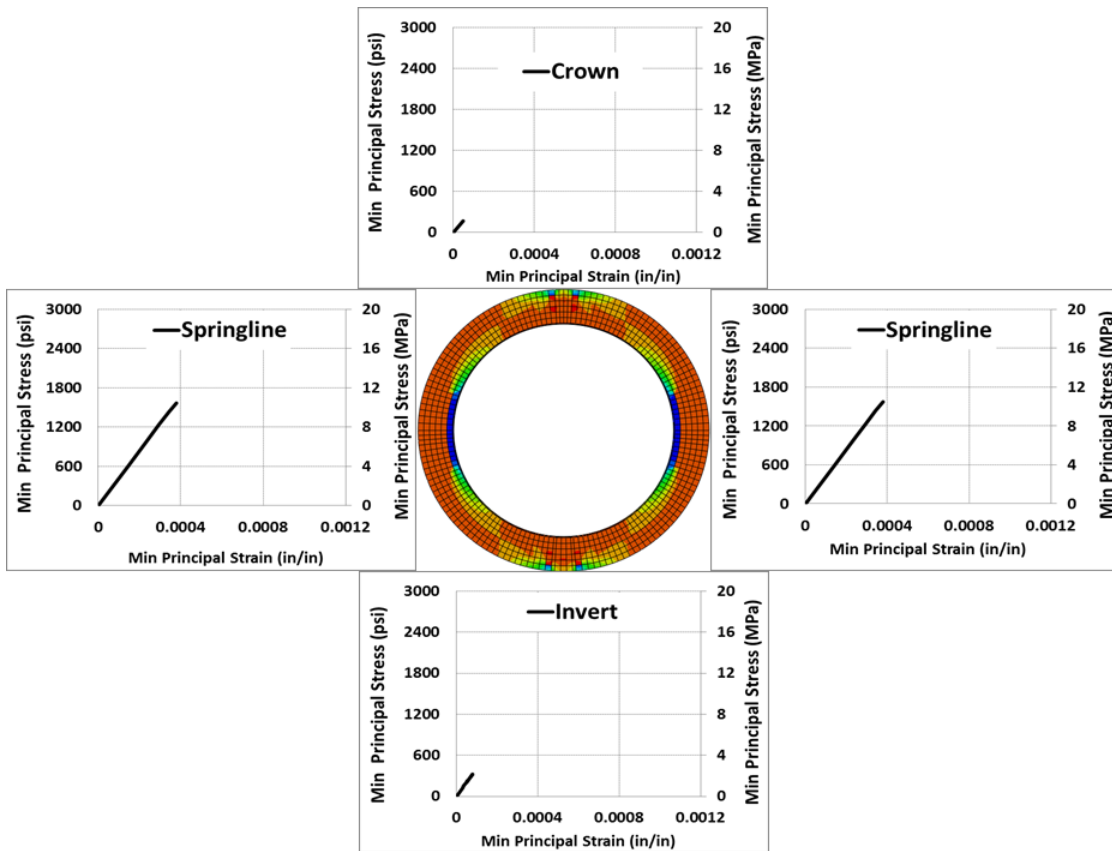 Min Principal Stress (psi)
3000
2400
1800
1200
600
0
Crown
20
16
12
8
4
0
Min Principal Stress (MPa)
0 0.0004 0.0008 0.0012
Min Principal Strain (in/in)
Min Principal Stress (psi)
3000
2400
1800
1200
600
0
Springline
20
16
12
8
4
0
Min Principal Stress (MPa)
0 0.0004 0.0008 0.0012
Min Principal Strain (in/in)
Min Principal Stress (psi)
3000
2400
1800
1200
600
0
Springline
20
16
12
8
4
0
Min Principal Stress (MPa)
0 0.0004 0.0008 0.0012
Min Principal Strain (in/in)
Min Principal Stress (psi)
3000
2400
1800
1200
600
0
Invert
20
16
12
8
4
0
Min Principal Stress (MPa)
0 0.0004 0.0008 0.0012
Min Principal Strain (in/in)